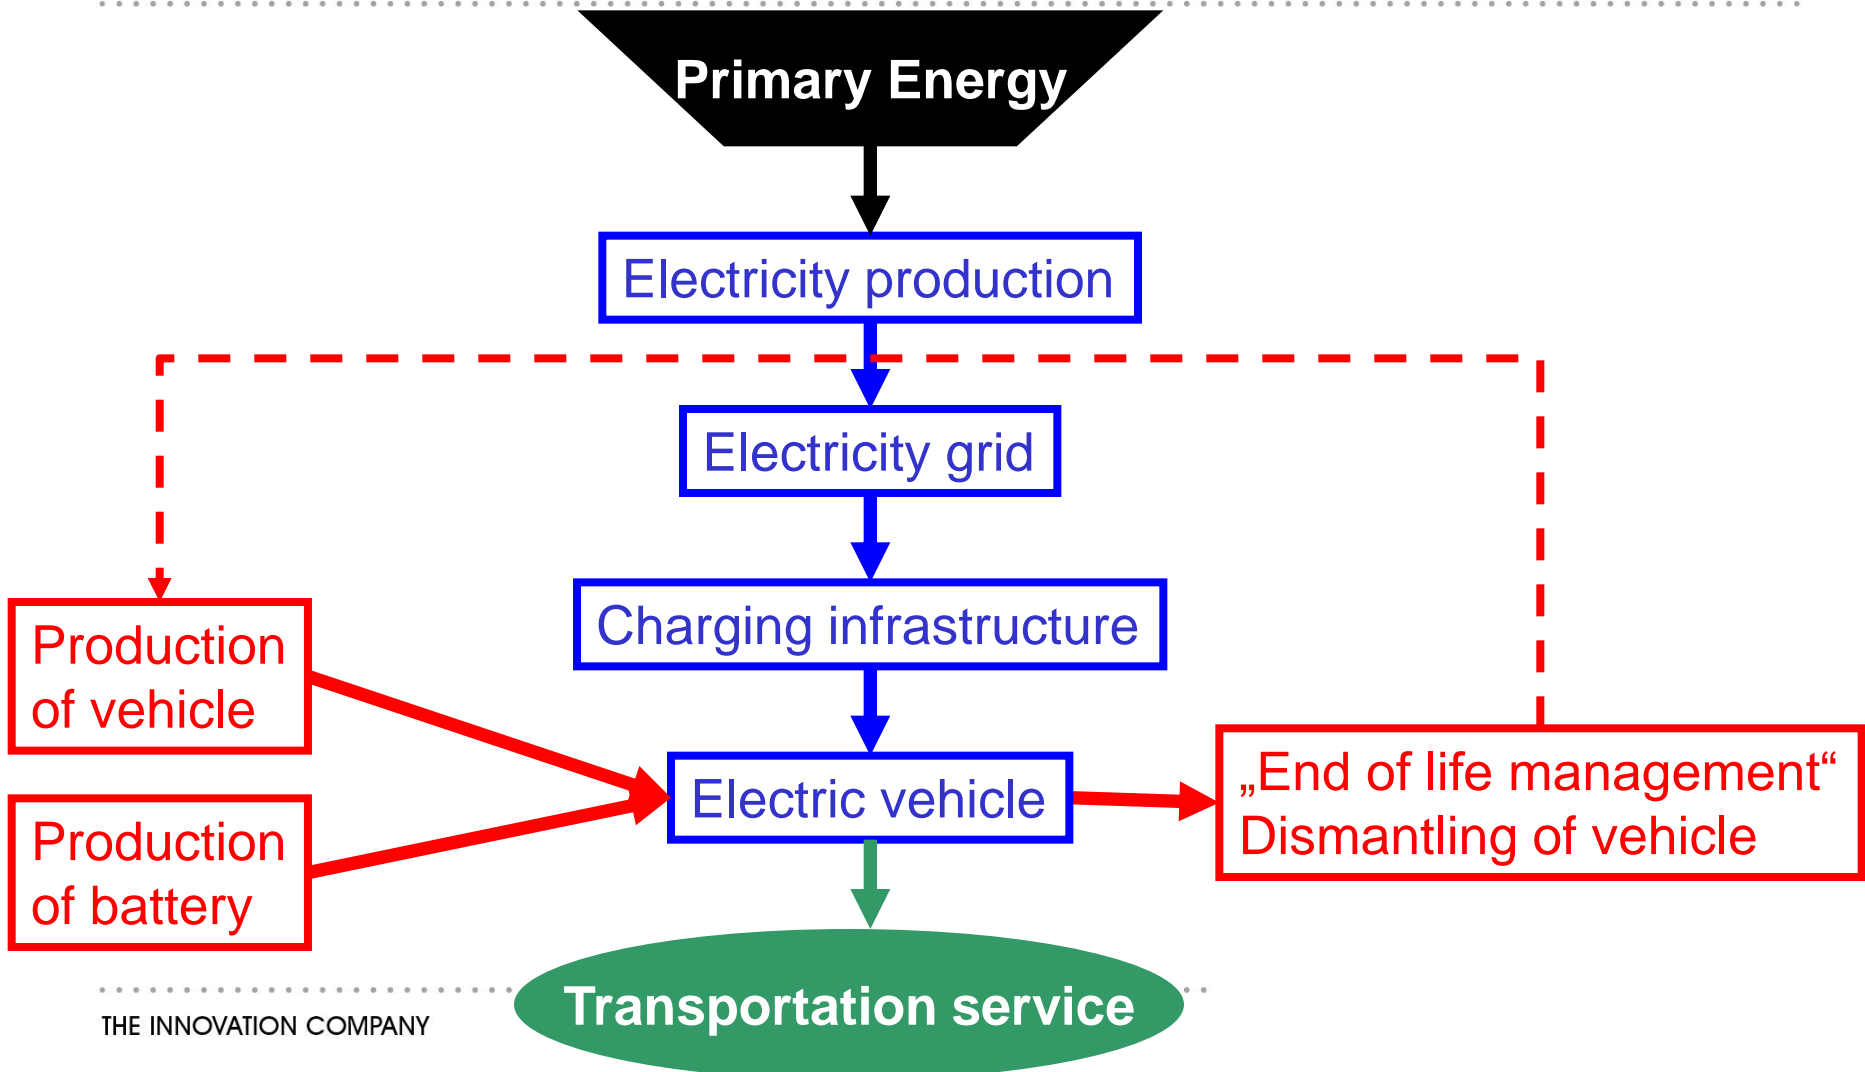 Primary Energy
Electricity production
Electricity grid
Charging infrastructure
Production
of vehicle
Electric vehicle
„End of life management“
Dismantling of vehicle
Production
of battery
Transportation service
THE INNOVATION COMPANY